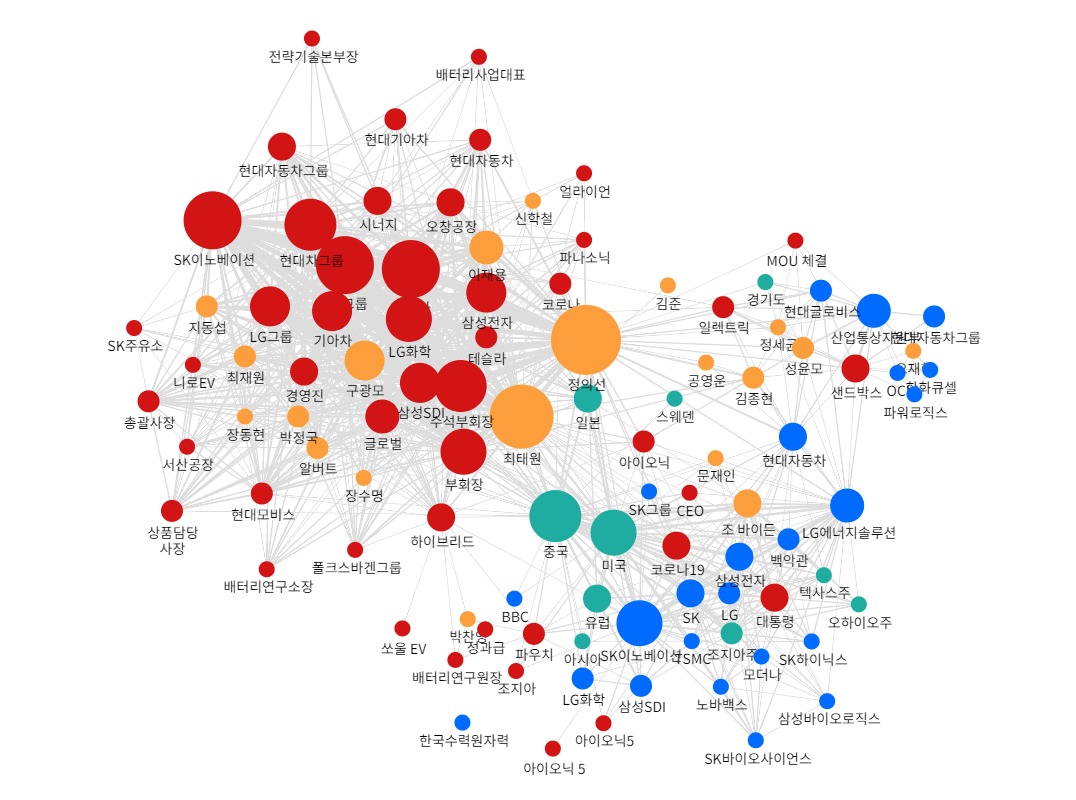 전략기술본부장
배터리사업대표
현대기아차
현대자동차
현대자동차그룹
얼라이언
신학철
시너지
오창공장
파나소닉
MOU 체결
SK이노베이션
현대차그룹
이재용
김준
경기도
현대글로비스
코로나
지동섭
LG그룹
기아차
삼성전자
일렉트릭
정세균
산업통상자원부
현대자동차그룹
SK주유소
LG화학
테슬라
성윤모
나로EV
최재원
경영진
구광모
정의선
공영운
김종현
샌드박스
한화큐셀
파워로직스
총괄사장
장동현
박정국
글로벌
삼성SDI
수석부회장
일본
스웨덴
서산공장
알버트
최태원
아이오닉
문재인
현대자동차
장수명
부회장
상품담당
사장
현대모비스
하이브리드
SK그룹
CEO
조 바이든
LG에너지솔루션
중국
미국
코로나19
삼성전자
백악관
배터리연구소장
폴크스바겐그룹
텍사스주
BBC
유럽
SK
LG
대통령
오하이오주
쏘울 EV
박찬영
성과급
파우치
아시아
SK이노베이션
TSMC
조지아주
SK하이닉스
배터리연구원장
조지아
LG화학
삼성SDI
모더나
노바백스
삼성바이오로직스
한국수력원자력
아이오닉5
아이오닉 5
SK바이오사이언스